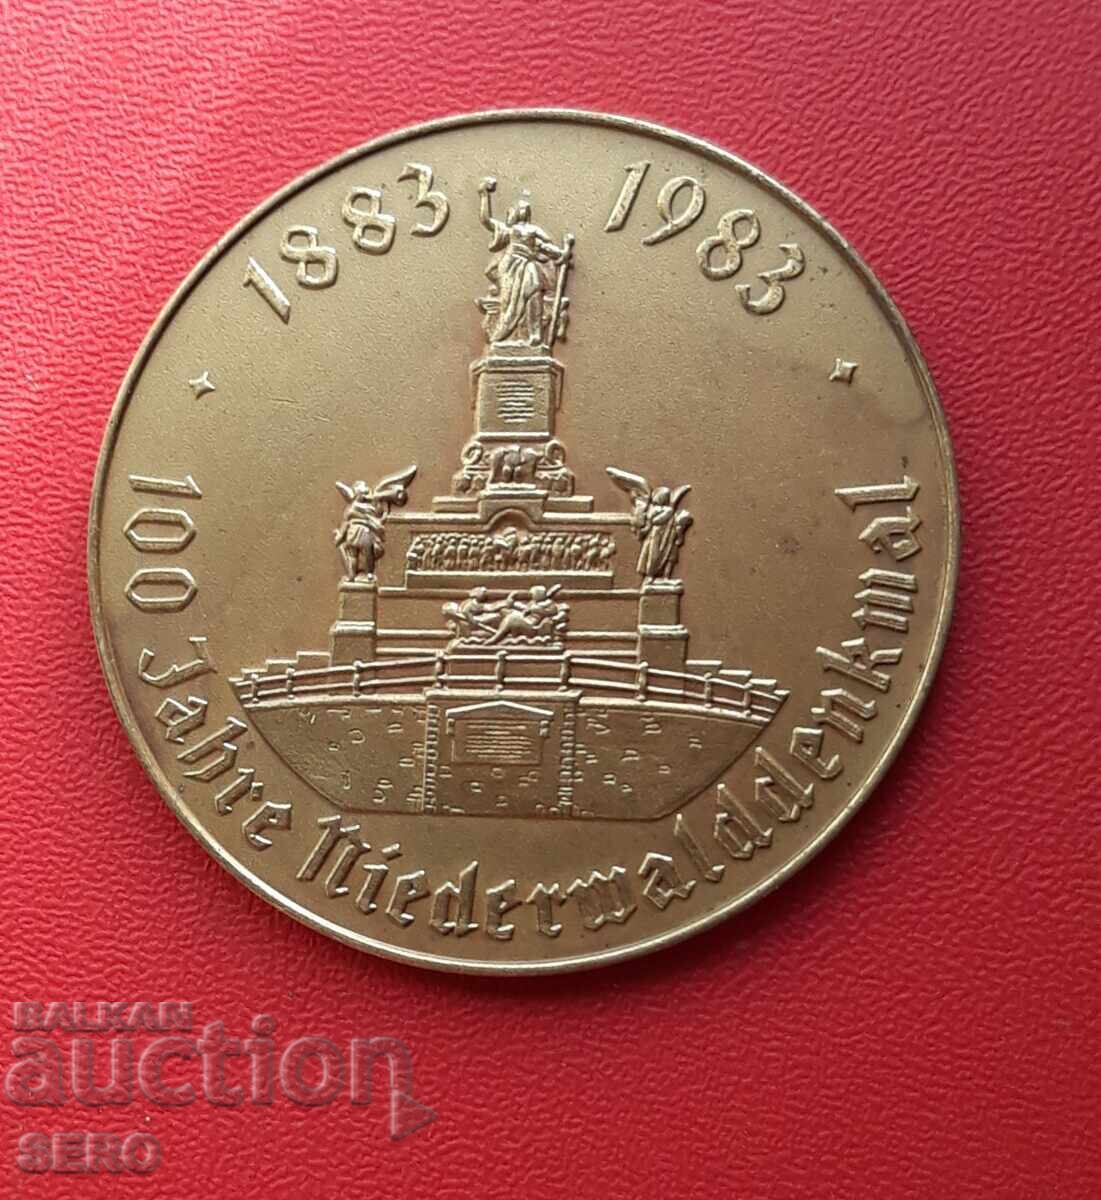 1883 1983
100 Jahre Niederwalddenkmal
BALKAN
auction
SERO